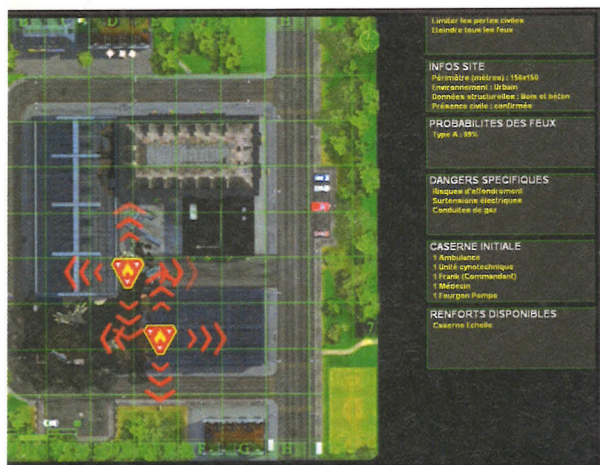 Limiter les pertes civiles
Eteindre tous les feux
INFOS SITE
Périmètre (mètres) : 150x150
Environnement : Urbain
Données structurelles : Bois et béton
Présence civile : confirmée
PROBABILITES DES FEUX
Type A : 99%
DANGERS SPECIFIQUES
Risques d'effondrement
Surtensions électriques
Conduites de gaz
CASERNE INITIALE
1 Ambulance
1 Unité cynotechnique
1 Frank (Commandant)
1 Médecin
1 Fourgon Pompe
RENFORTS DISPONIBLES
Caserne Echelle
D
H
7
E
F
G
H